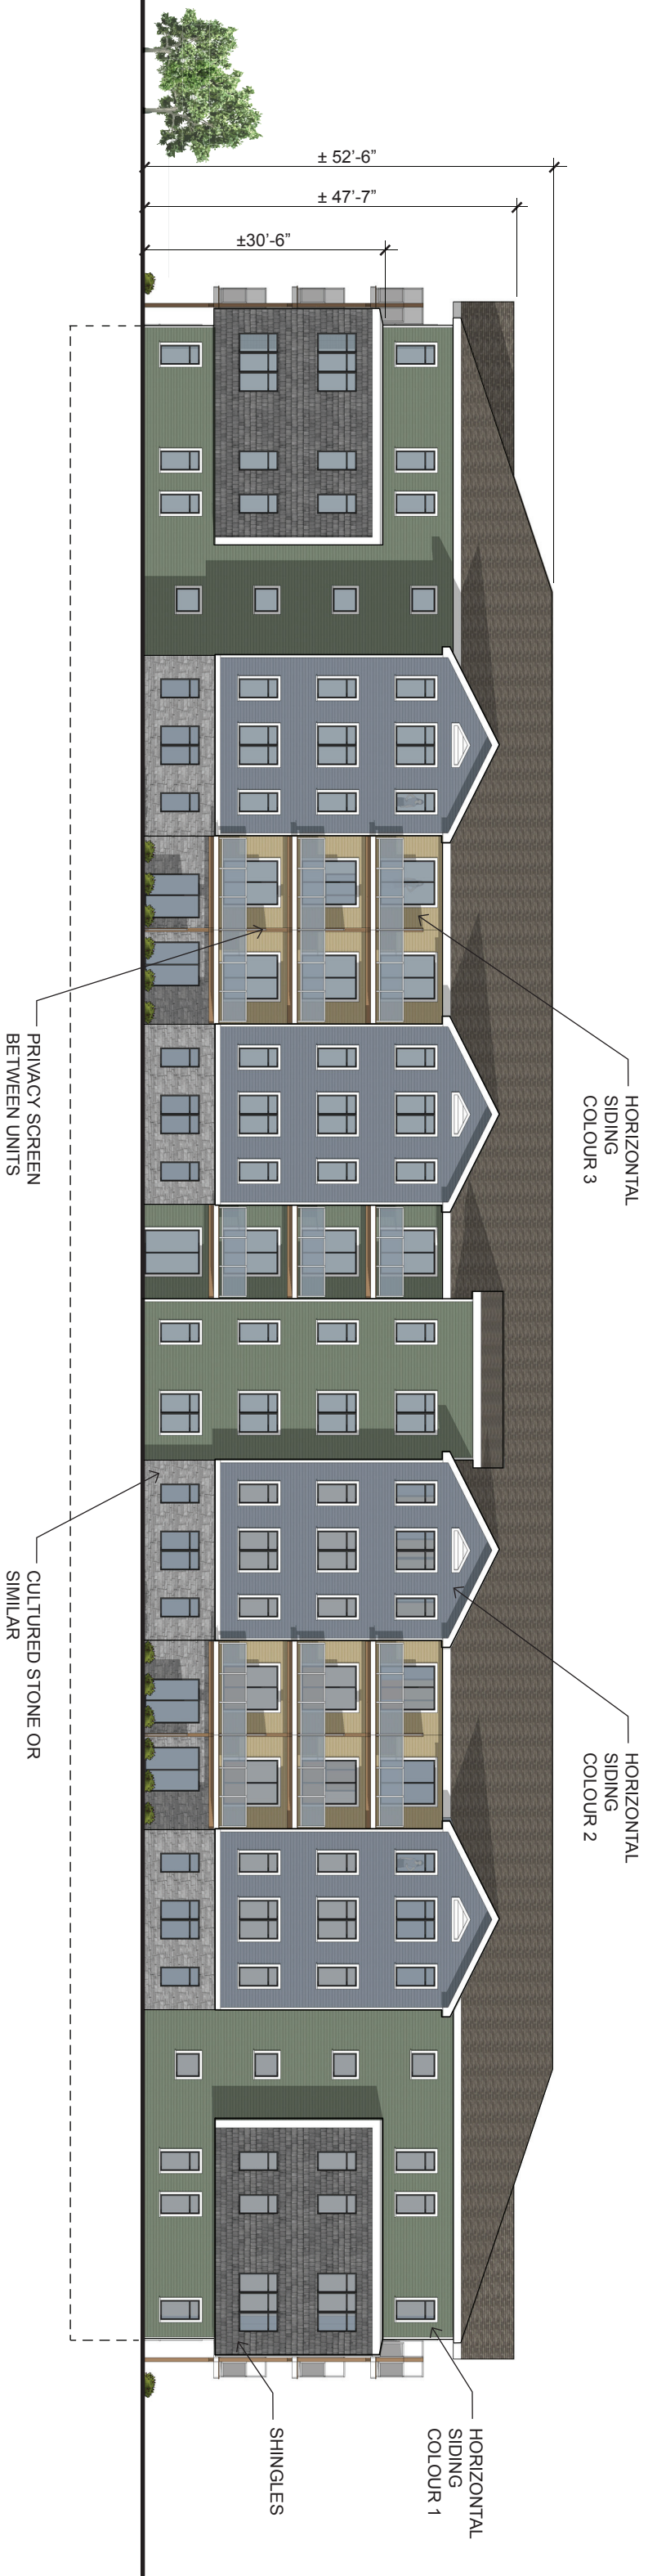 ± 52'-6"
± 47'-7"
±30'-6"
HORIZONTAL
SIDING
COLOUR 3
HORIZONTAL
SIDING
COLOUR 2
HORIZONTAL
SIDING
COLOUR 1
SHINGLES
PRIVACY SCREEN
BETWEEN UNITS
CULTURED STONE OR
SIMILAR